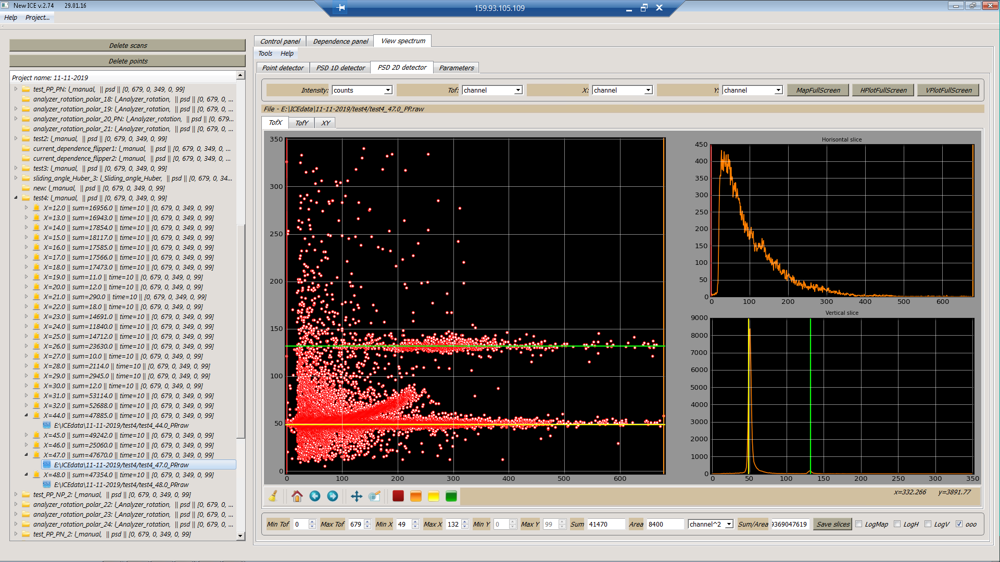 New ICE v.2.74 29.01.16
159.93.105.109
Help Project...
Delete scans
Delete points
Project name: 11-11-2019
test_PP_PN: l_manual, || psd || [0, 679, 0, 349, 0, 99]
analyzer_rotation_polar_18: l_Analyzer_rotation, || psd || [0, 679, 0, ...
analyzer_rotation_polar_19: l_Analyzer_rotation, || psd || [0, 679, 0, ...
analyzer_rotation_polar_20_PN: l_Analyzer_rotation, || psd || [0, 679...
analyzer_rotation_polar_21: l_Analyzer_rotation, || psd || [0, 679, 0, ...
test2: l_manual, || psd || [0, 679, 0, 349, 0, 99]
current_dependence_flipper1: l_manual, || psd || [0, 679, 0, 349, 0, ...
current_dependence_flipper2: l_manual, || psd || [0, 679, 0, 349, 0, ...
test3: l_manual, || psd || [0, 679, 0, 349, 0, 99]
sliding_angle_Huber_3: l_Sliding_angle_Huber, || psd || [0, 679, 0, 34...
new: l_manual, || psd || [0, 679, 0, 349, 0, 99]
test4: l_manual, || psd || [0, 679, 0, 349, 0, 99]
X=12.0 || sum=16956.0 || time=10 || [0, 679, 0, 349, 0, 99]
X=13.0 || sum=16943.0 || time=10 || [0, 679, 0, 349, 0, 99]
X=14.0 || sum=17854.0 || time=10 || [0, 679, 0, 349, 0, 99]
X=15.0 || sum=18117.0 || time=10 || [0, 679, 0, 349, 0, 99]
X=16.0 || sum=17585.0 || time=10 || [0, 679, 0, 349, 0, 99]
X=17.0 || sum=17566.0 || time=10 || [0, 679, 0, 349, 0, 99]
X=18.0 || sum=17473.0 || time=10 || [0, 679, 0, 349, 0, 99]
X=19.0 || sum=11.0 || time=10 || [0, 679, 0, 349, 0, 99]
X=20.0 || sum=12.0 || time=10 || [0, 679, 0, 349, 0, 99]
X=21.0 || sum=290.0 || time=10 || [0, 679, 0, 349, 0, 99]
X=22.0 || sum=18.0 || time=10 || [0, 679, 0, 349, 0, 99]
X=23.0 || sum=14691.0 || time=10 || [0, 679, 0, 349, 0, 99]
X=24.0 || sum=11840.0 || time=10 || [0, 679, 0, 349, 0, 99]
X=25.0 || sum=14712.0 || time=10 || [0, 679, 0, 349, 0, 99]
X=26.0 || sum=23630.0 || time=10 || [0, 679, 0, 349, 0, 99]
X=27.0 || sum=10.0 || time=10 || [0, 679, 0, 349, 0, 99]
X=28.0 || sum=2114.0 || time=10 || [0, 679, 0, 349, 0, 99]
X=29.0 || sum=2945.0 || time=10 || [0, 679, 0, 349, 0, 99]
X=30.0 || sum=12.0 || time=10 || [0, 679, 0, 349, 0, 99]
X=31.0 || sum=53114.0 || time=10 || [0, 679, 0, 349, 0, 99]
X=32.0 || sum=52688.0 || time=10 || [0, 679, 0, 349, 0, 99]
X=44.0 || sum=47885.0 || time=10 || [0, 679, 0, 349, 0, 99]
E:\ICEdata\11-11-2019/test4/test4_44.0_PP.raw
X=45.0 || sum=49242.0 || time=10 || [0, 679, 0, 349, 0, 99]
X=46.0 || sum=25060.0 || time=10 || [0, 679, 0, 349, 0, 99]
X=47.0 || sum=47670.0 || time=10 || [0, 679, 0, 349, 0, 99]
E:\ICEdata\11-11-2019/test4/test4_47.0_PP.raw
X=48.0 || sum=47354.0 || time=10 || [0, 679, 0, 349, 0, 99]
E:\ICEdata\11-11-2019/test4/test4_48.0_PP.raw
test_PP_NP_2: l_manual, || psd || [0, 679, 0, 349, 0, 99]
analyzer_rotation_polar_22: l_Analyzer_rotation, || psd || [0, 679, 0, ...
analyzer_rotation_polar_23: l_Analyzer_rotation, || psd || [0, 679, 0, ...
analyzer_rotation_polar_24: l_Analyzer_rotation, || psd || [0, 679, 0, ...
test_PP_PN_2: l_manual, || psd || [0, 679, 0, 349, 0, 99]
Control panel Dependence panel View spectrum
Tools Help
Point detector PSD 1D detector PSD 2D detector Parameters
Intensity: counts Tof: channel X: channel Y: channel MapFullScreen HPlotFullScreen VPlotFullScreen
File - E:\ICEdata\11-11-2019/test4/test4_47.0_PP.raw
TofX TofY XY
350
300
250
200
150
100
50
0
0 100 200 300 400 500 600
Horisontal slice
450
400
350
300
250
200
150
100
50
0
0 100 200 300 400 500 600
Vertical slice
9000
8000
7000
6000
5000
4000
3000
2000
1000
0
0 50 100 150 200 250 300 350
x=332.266 y=3891.77
Min Tof 0 Max Tof 679 Min X 49 Max X 132 Min Y 0 Max Y 99 Sum 41470 Area 8400 channel^2 Sum/Area 9369047619 Save slices LogMap LogH LogV ooo